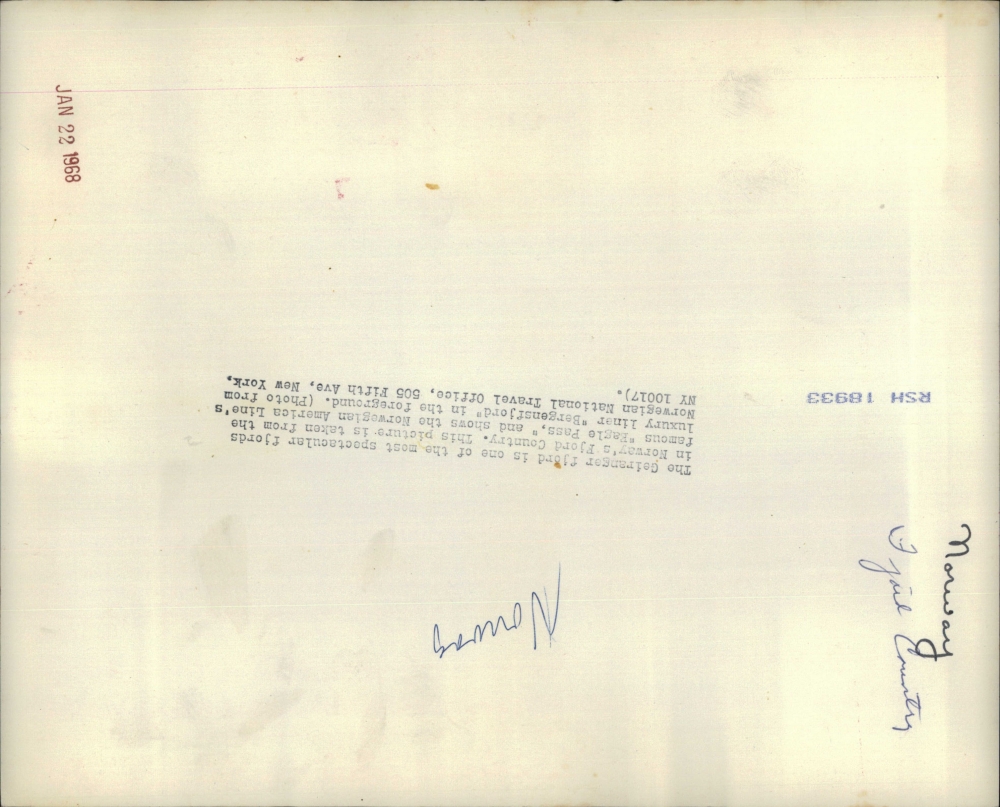 JAN 22 1968
The Geiranger fjord is one of the most spectacular fjords
in Norway's Fjord Country. This picture is taken from the
famous "Eagle Pass," and shows the Norwegian America Line's
luxury liner "Bergensfjord" in the foreground. (Photo from
Norwegian National Travel Office, 505 Fifth Ave, New York,
NY 10017).
RSH 18933
Norway
Norway
Fjord Country